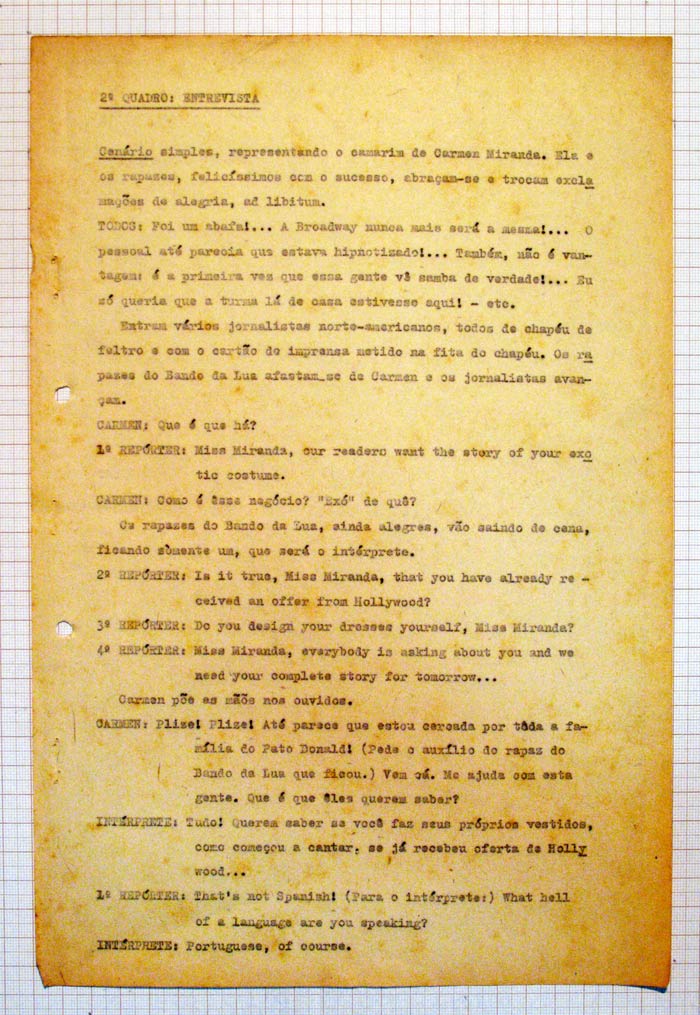 2º QUADRO: ENTREVISTA
Cenário simples, representando o camarim de Carmen Miranda. Ela e
os rapazes, felicíssimos com o sucesso, abraçam-se e trocam excla
mações de alegria, ad libitum.
TODOS: Foi um abafa!... A Broadway nunca mais será a mesma!... O
pessoal até parecia que estava hipnotizado!... Também, não é van-
tagem: é a primeira vez que essa gente vê samba de verdade!... Eu
só queria que a turma lá de casa estivesse aqui! - etc.
Entram vários jornalistas norte-americanos, todos de chapéu de
feltro e com o cartão de imprensa metido na fita do chapéu. Os ra
pazes do Bando da Lua afastam-se de Carmen e os jornalistas avan-
çam.
CARMEN: Que é que há?
1º REPÓRTER: Miss Miranda, our readers want the story of your exo
tic costume.
CARMEN: Como é êsse negócio? "Exó" de quê?
Os rapazes do Bando da Lua, ainda alegres, vão saindo de cena,
ficando sòmente um, que será o intérprete.
2º REPÓRTER: Is it true, Miss Miranda, that you have already re -
ceived an offer from Hollywood?
3º REPÓRTER: Do you design your dresses yourself, Miss Miranda?
4º REPÓRTER: Miss Miranda, everybody is asking about you and we
need your complete story for tomorrow...
Carmen põe as mãos nos ouvidos.
CARMEN: Plize! Plize! Até parece que estou cercada por tôda a fa-
mília do Pato Donald! (Pede o auxílio do rapaz do
Bando da Lua que ficou.) Vem cá. Me ajuda com esta
gente. Que é que êles querem saber?
INTÉRPRETE: Tudo! Querem saber se você faz seus próprios vestidos,
como começou a cantar, se já recebeu oferta de Holly
wood...
1º REPÓRTER: That's not Spanish! (Para o intérprete:) What hell
of a language are you speaking?
INTÉRPRETE: Portuguese, of course.